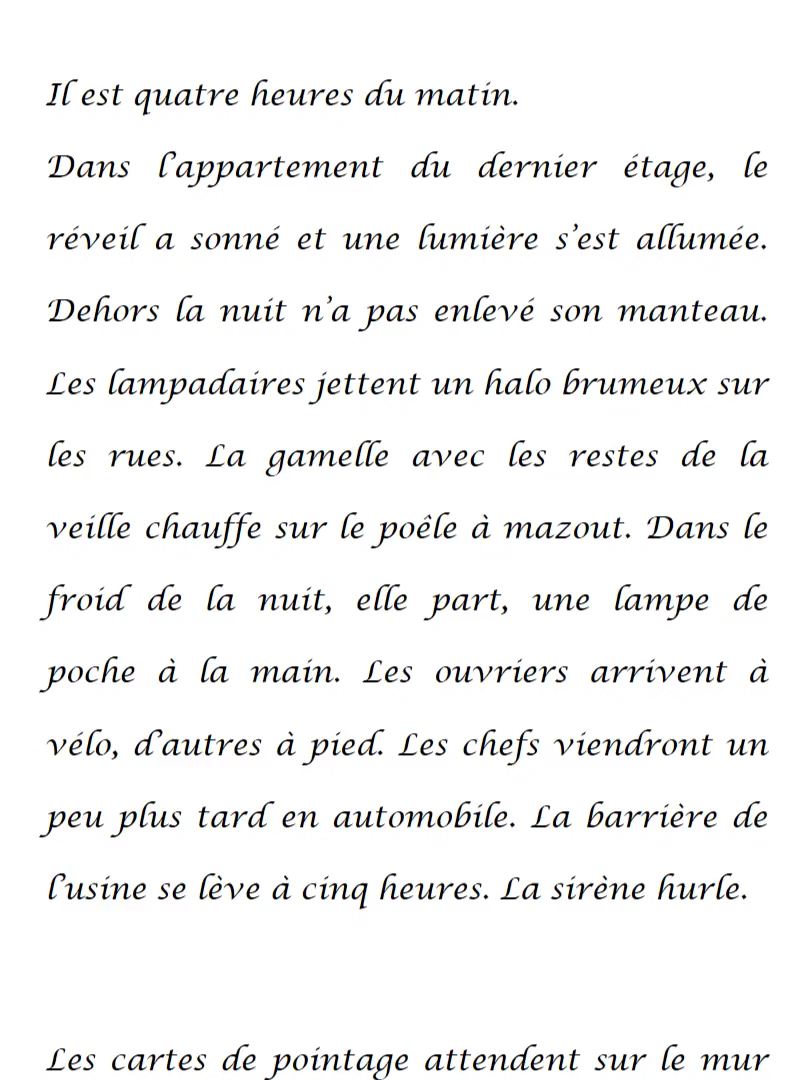 Il est quatre heures du matin.
Dans l’appartement du dernier étage, le
réveil a sonné et une lumière s’est allumée.
Dehors la nuit n’a pas enlevé son manteau.
Les lampadaires jettent un halo brumeux sur
les rues. La gamelle avec les restes de la
veille chauffe sur le poêle à mazout. Dans le
froid de la nuit, elle part, une lampe de
poche à la main. Les ouvriers arrivent à
vélo, d’autres à pied. Les chefs viendront un
peu plus tard en automobile. La barrière de
l’usine se lève à cinq heures. La sirène hurle.
Les cartes de pointage attendent sur le mur